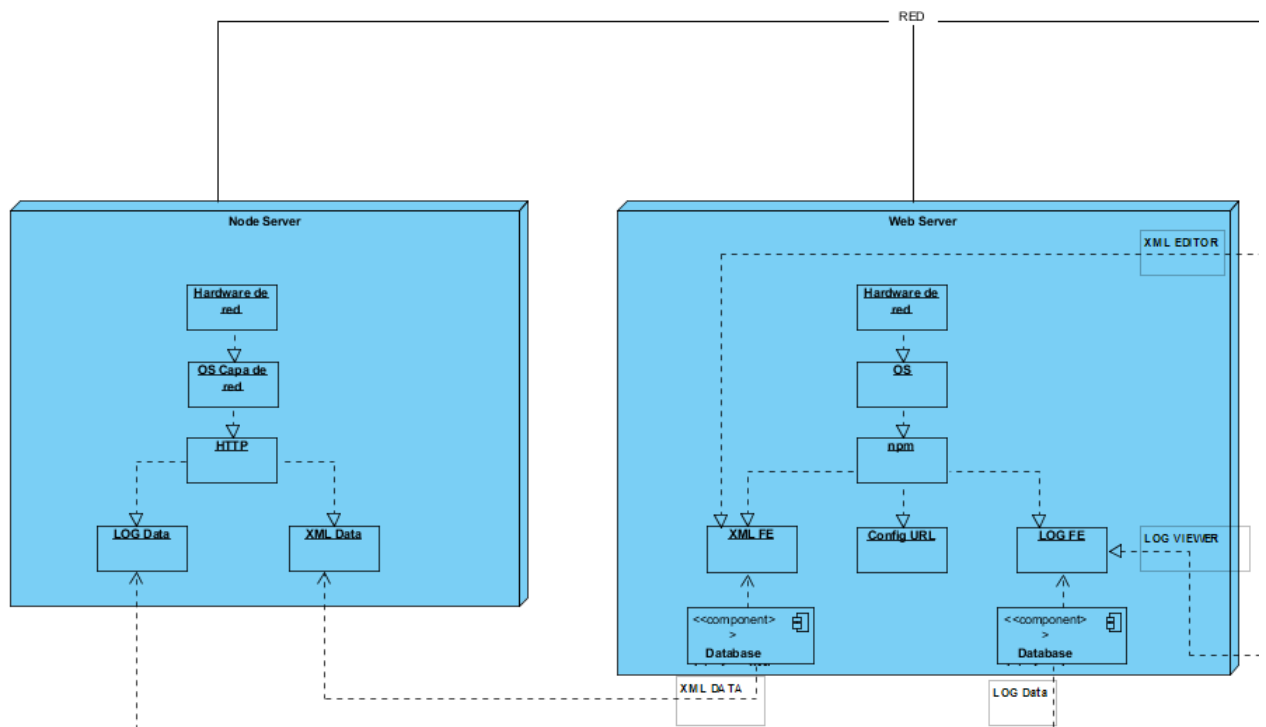 RED
Node Server
Hardware de
red
OS Capa de
red
HTTP
LOG Data
XML Data
Web Server
XML EDITOR
Hardware de
red
OS
npm
XML FE
Config URL
LOG FE
LOG VIEWER
<<component>
>
Database
<<component>
>
Database
XML DATA
LOG Data